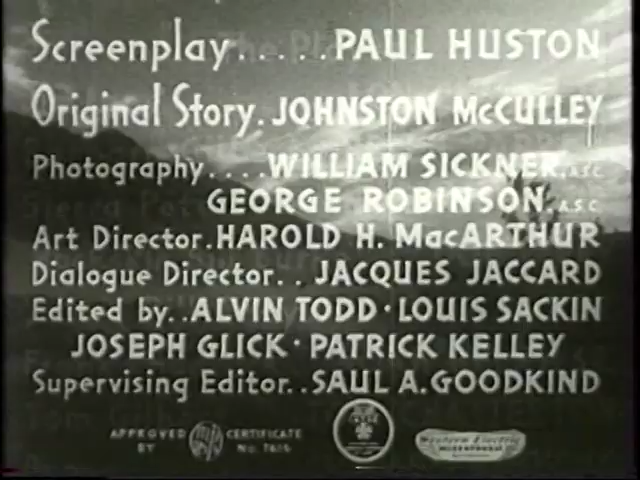 Screenplay.....PAUL HUSTON
Original Story.JOHNSTON McCULLEY
Photography....WILLIAM SICKNER, A.S.C.
GEORGE ROBINSON, A.S.C
Art Director.HAROLD H. MacARTHUR
Dialogue Director..JACQUES JACCARD
Edited by..ALVIN TODD·LOUIS SACKIN
JOSEPH GLICK·PATRICK KELLEY
Supervising Editor..SAUL A.GOODKIND
APPROVED CERTIFICATE
BY No.
Western Electric